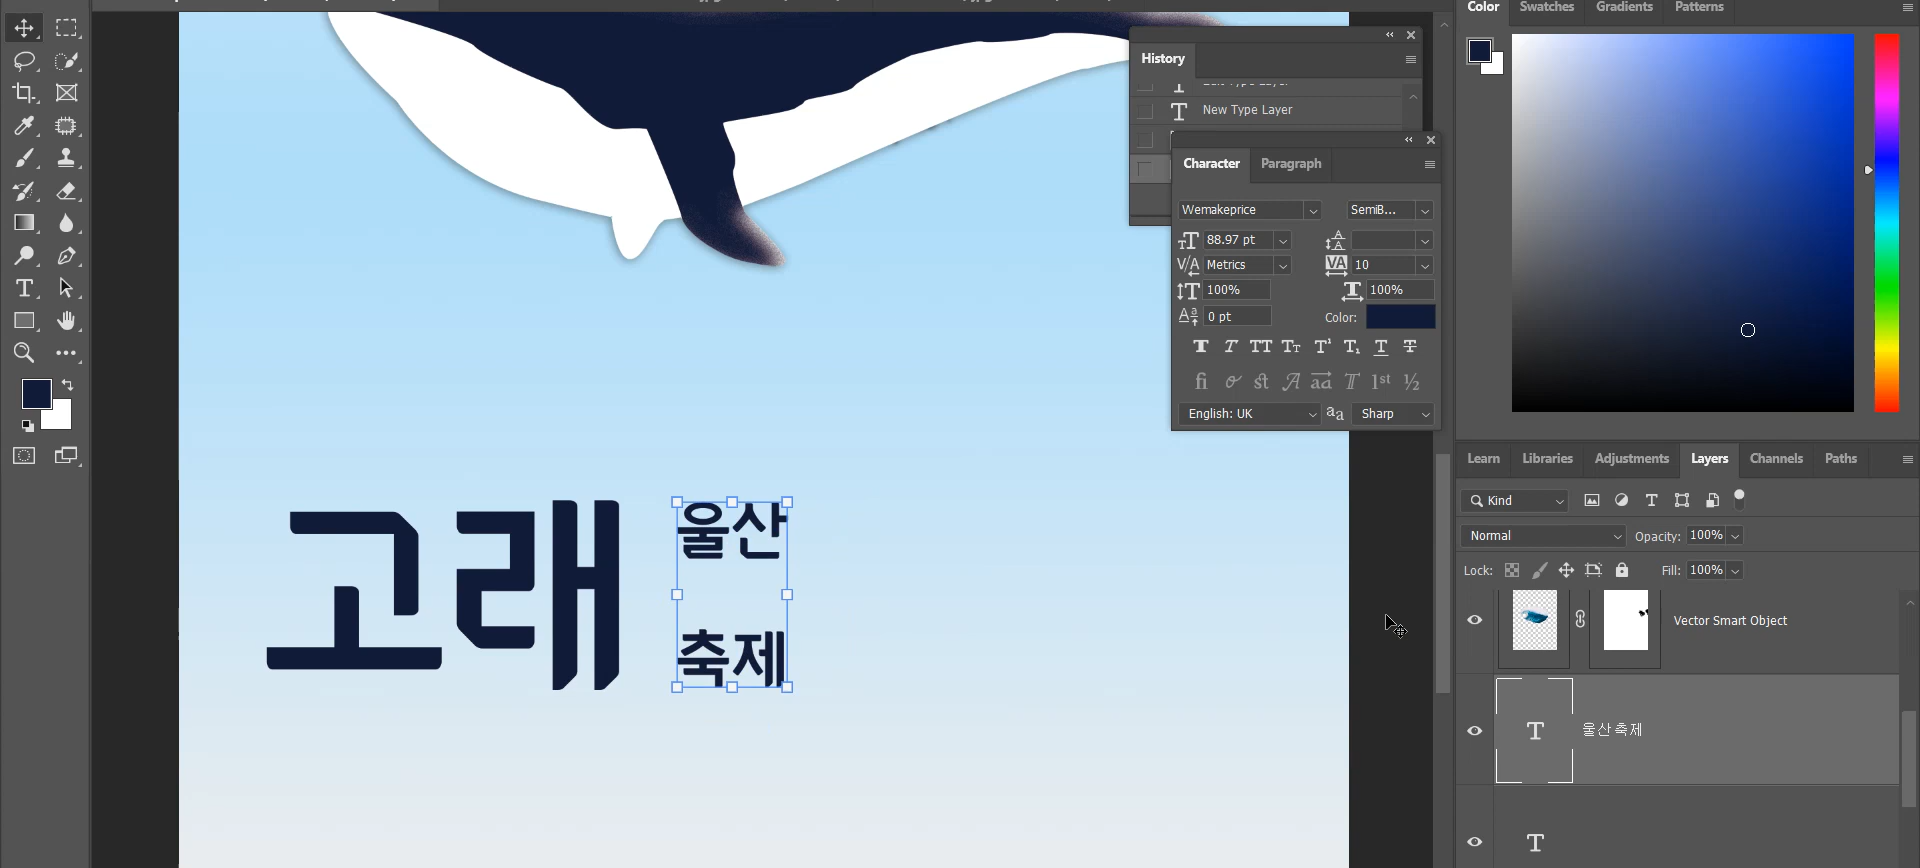 Color Swatches Gradients Patterns
History
New Type Layer
Character Paragraph
Wemakeprice SemiB...
88.97 pt
Metrics 10
100% 100%
0 pt Color:
English: UK Sharp
고래
울산
축제
Learn Libraries Adjustments Layers Channels Paths
Kind
Normal Opacity: 100%
Lock: Fill: 100%
Vector Smart Object
울산 축제